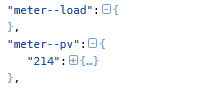 "meter--load":{
},
"meter--pv":{
"214":{…}
},